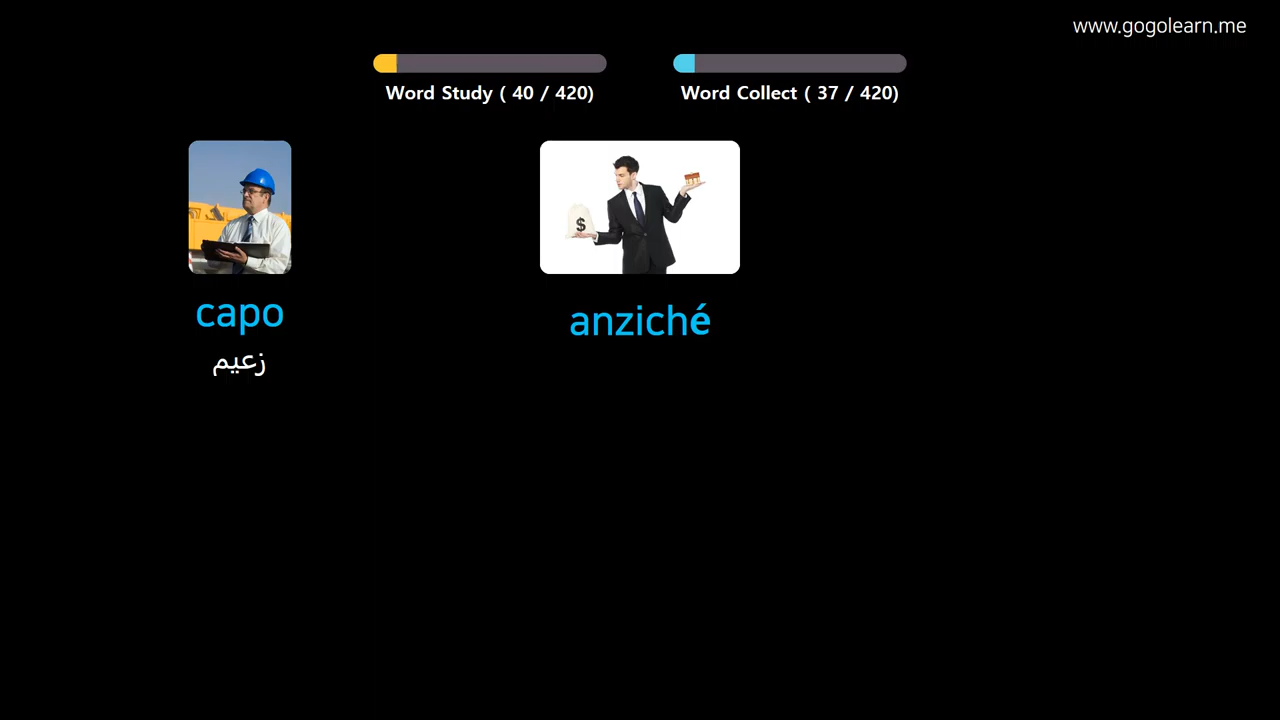 www.gogolearn.me
Word Study ( 40 / 420)
Word Collect ( 37 / 420)
$
capo
anziché
زعيم